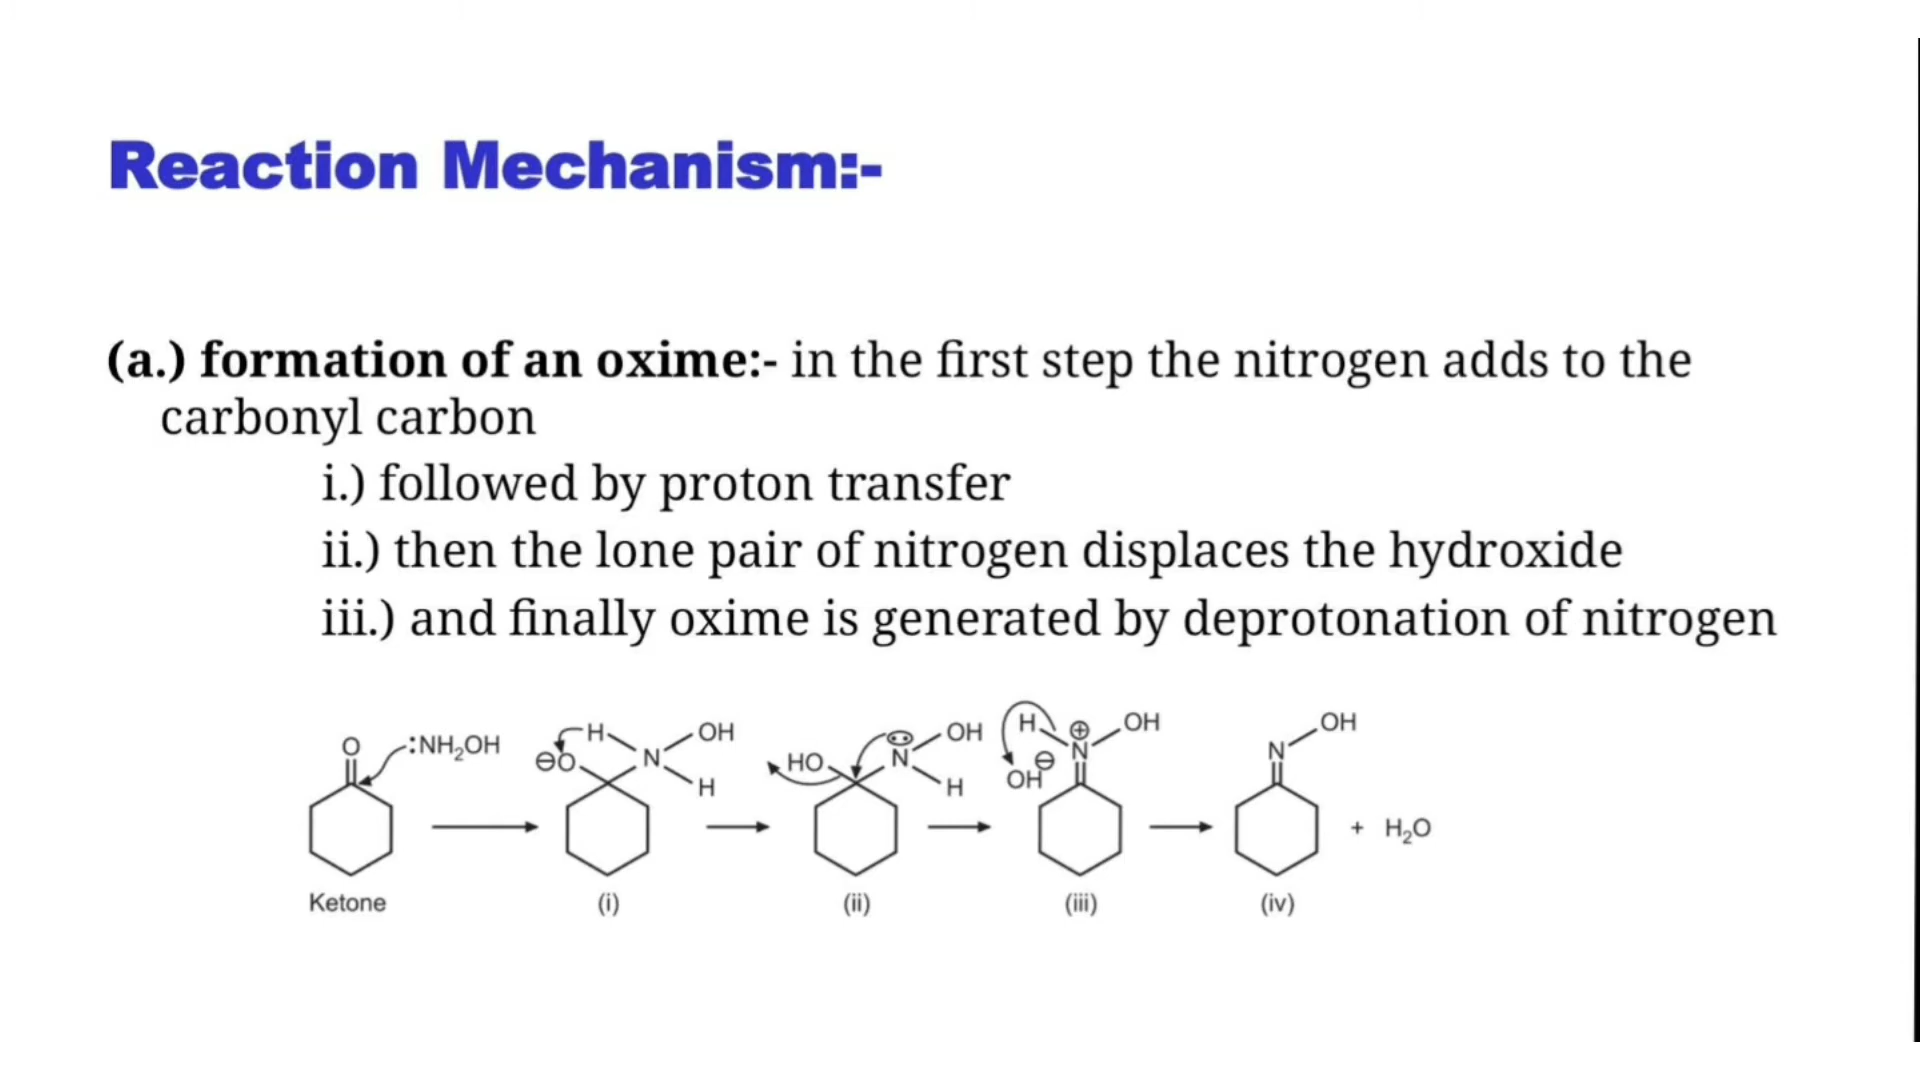 Reaction Mechanism:-
(a.) formation of an oxime:- in the first step the nitrogen adds to the
carbonyl carbon
i.) followed by proton transfer
ii.) then the lone pair of nitrogen displaces the hydroxide
iii.) and finally oxime is generated by deprotonation of nitrogen
O :NH₂OH
⊖O H N OH H
HO N OH H
H ⊕ N OH OH ⊖
N OH
+ H₂O
Ketone (i) (ii) (iii) (iv)